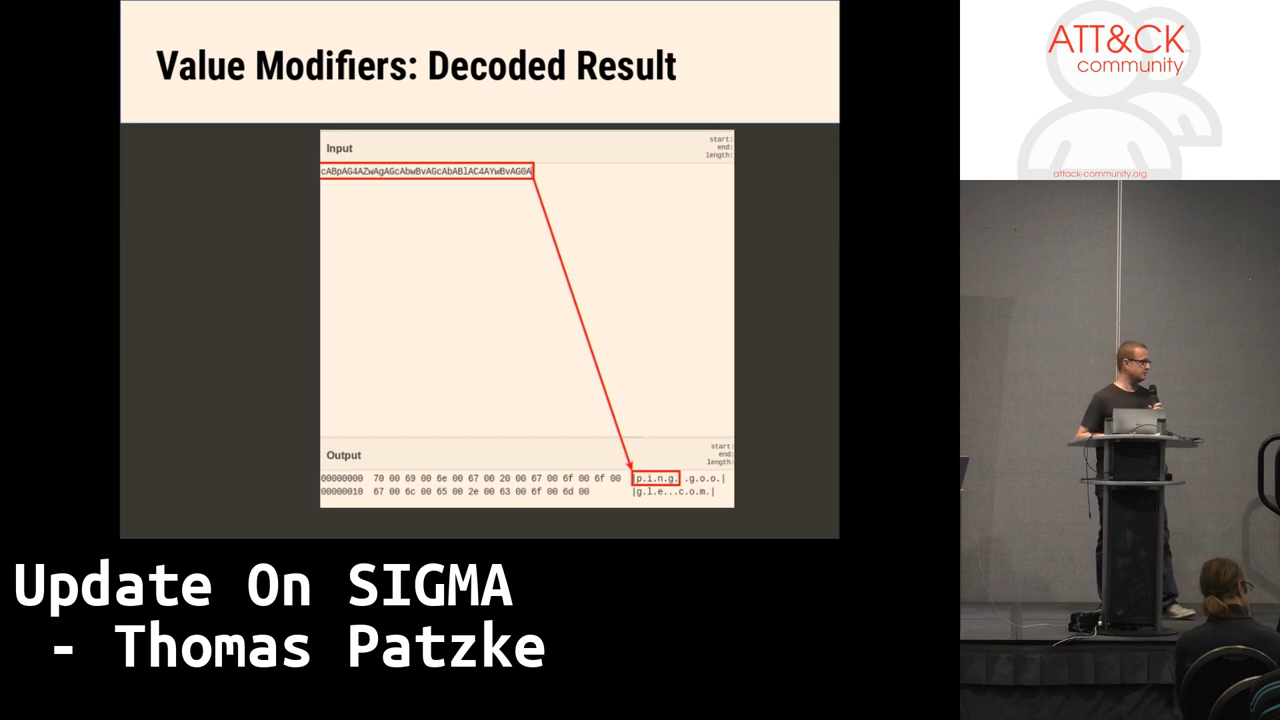 Value Modifiers: Decoded Result
Input
start:
end:
length:
cABpAG4AZwAgAGcAbwBvAGcAbABlAC4AYwBvAG0A
Output
start:
end:
length:
00000000 70 00 69 00 6e 00 67 00 20 00 67 00 6f 00 6f 00 |p.i.n.g. .g.o.o.|
00000010 67 00 6c 00 65 00 2e 00 63 00 6f 00 6d 00 |g.l.e...c.o.m.|
Update On SIGMA
- Thomas Patzke
ATT&CK
community
attack-community.org